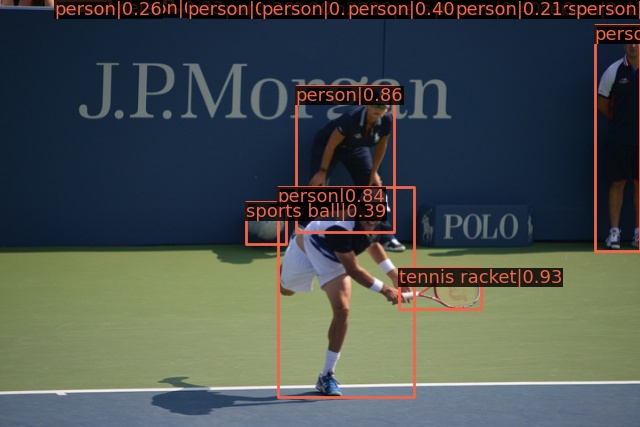 person|0.26
person|0.40
person|0.21
J.P.Morgan
person|0.86
person|0.84
sports ball|0.39
POLO
tennis racket|0.93